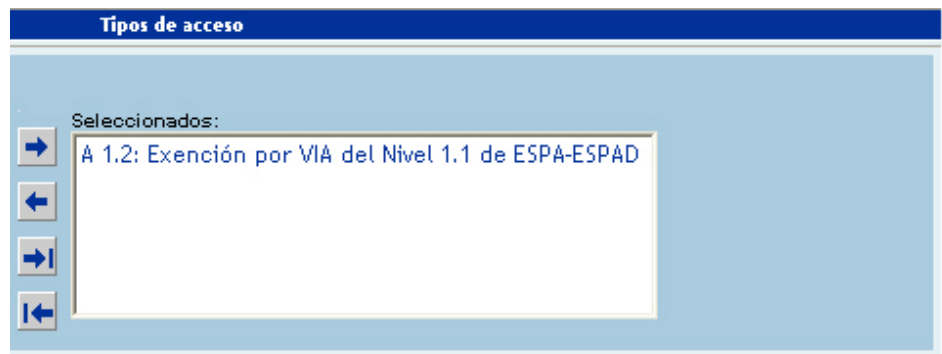 Tipos de acceso
Seleccionados:
A 1.2: Exención por VIA del Nivel 1.1 de ESPA-ESPAD